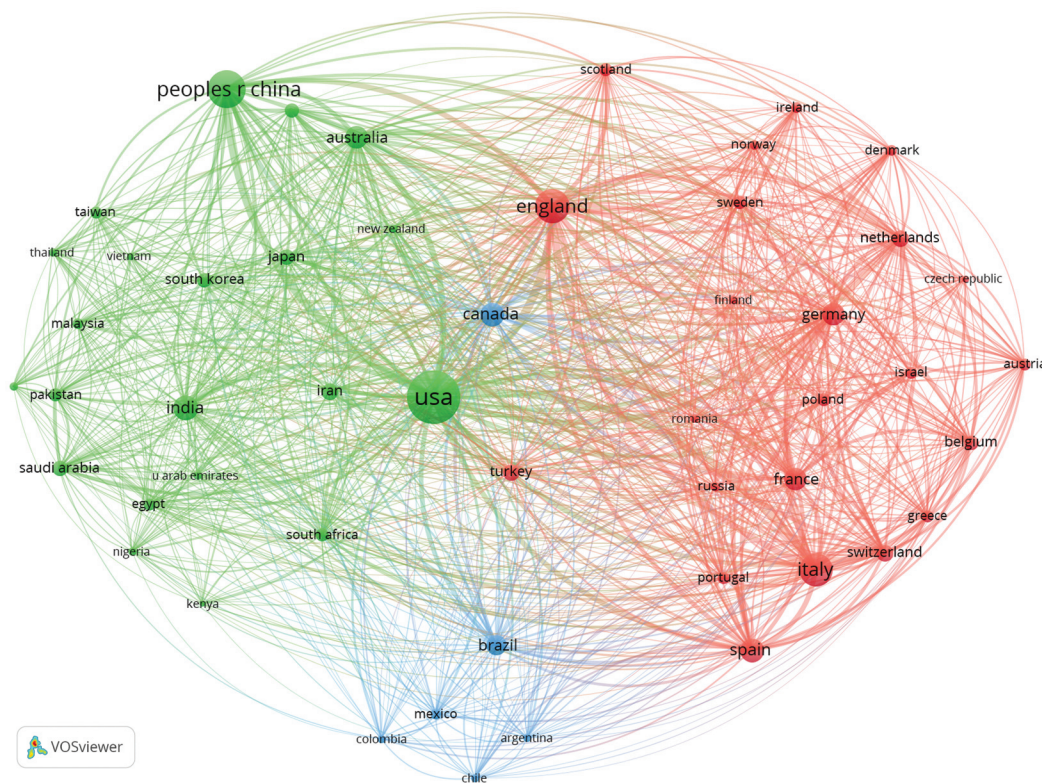 scotland
peoples r china
ireland
australia
norway
denmark
england
sweden
taiwan
new zealand
netherlands
thailand
vietnam
japan
south korea
czech republic
finland
canada
germany
malaysia
austria
israel
iran
pakistan
usa
poland
india
romania
belgium
saudi arabia
u arab emirates
turkey
france
russia
egypt
greece
south africa
nigeria
switzerland
italy
portugal
kenya
brazil
spain
mexico
colombia
argentina
VOSviewer
chile